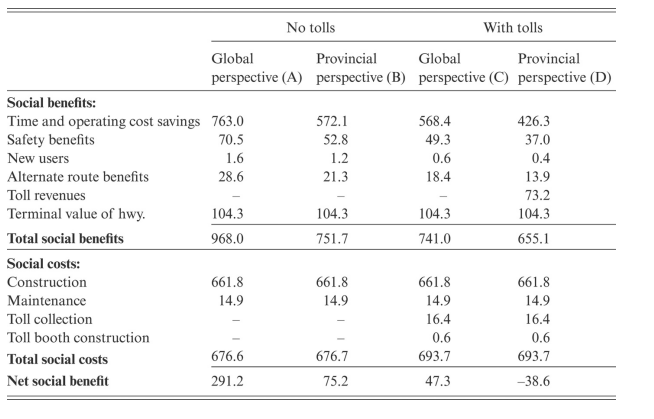 No tolls With tolls
Global Provincial Global Provincial
perspective (A) perspective (B) perspective (C) perspective (D)
Social benefits:
Time and operating cost savings 763.0 572.1 568.4 426.3
Safety benefits 70.5 52.8 49.3 37.0
New users 1.6 1.2 0.6 0.4
Alternate route benefits 28.6 21.3 18.4 13.9
Toll revenues – – – 73.2
Terminal value of hwy. 104.3 104.3 104.3 104.3
Total social benefits 968.0 751.7 741.0 655.1
Social costs:
Construction 661.8 661.8 661.8 661.8
Maintenance 14.9 14.9 14.9 14.9
Toll collection – – 16.4 16.4
Toll booth construction – – 0.6 0.6
Total social costs 676.6 676.7 693.7 693.7
Net social benefit 291.2 75.2 47.3 –38.6